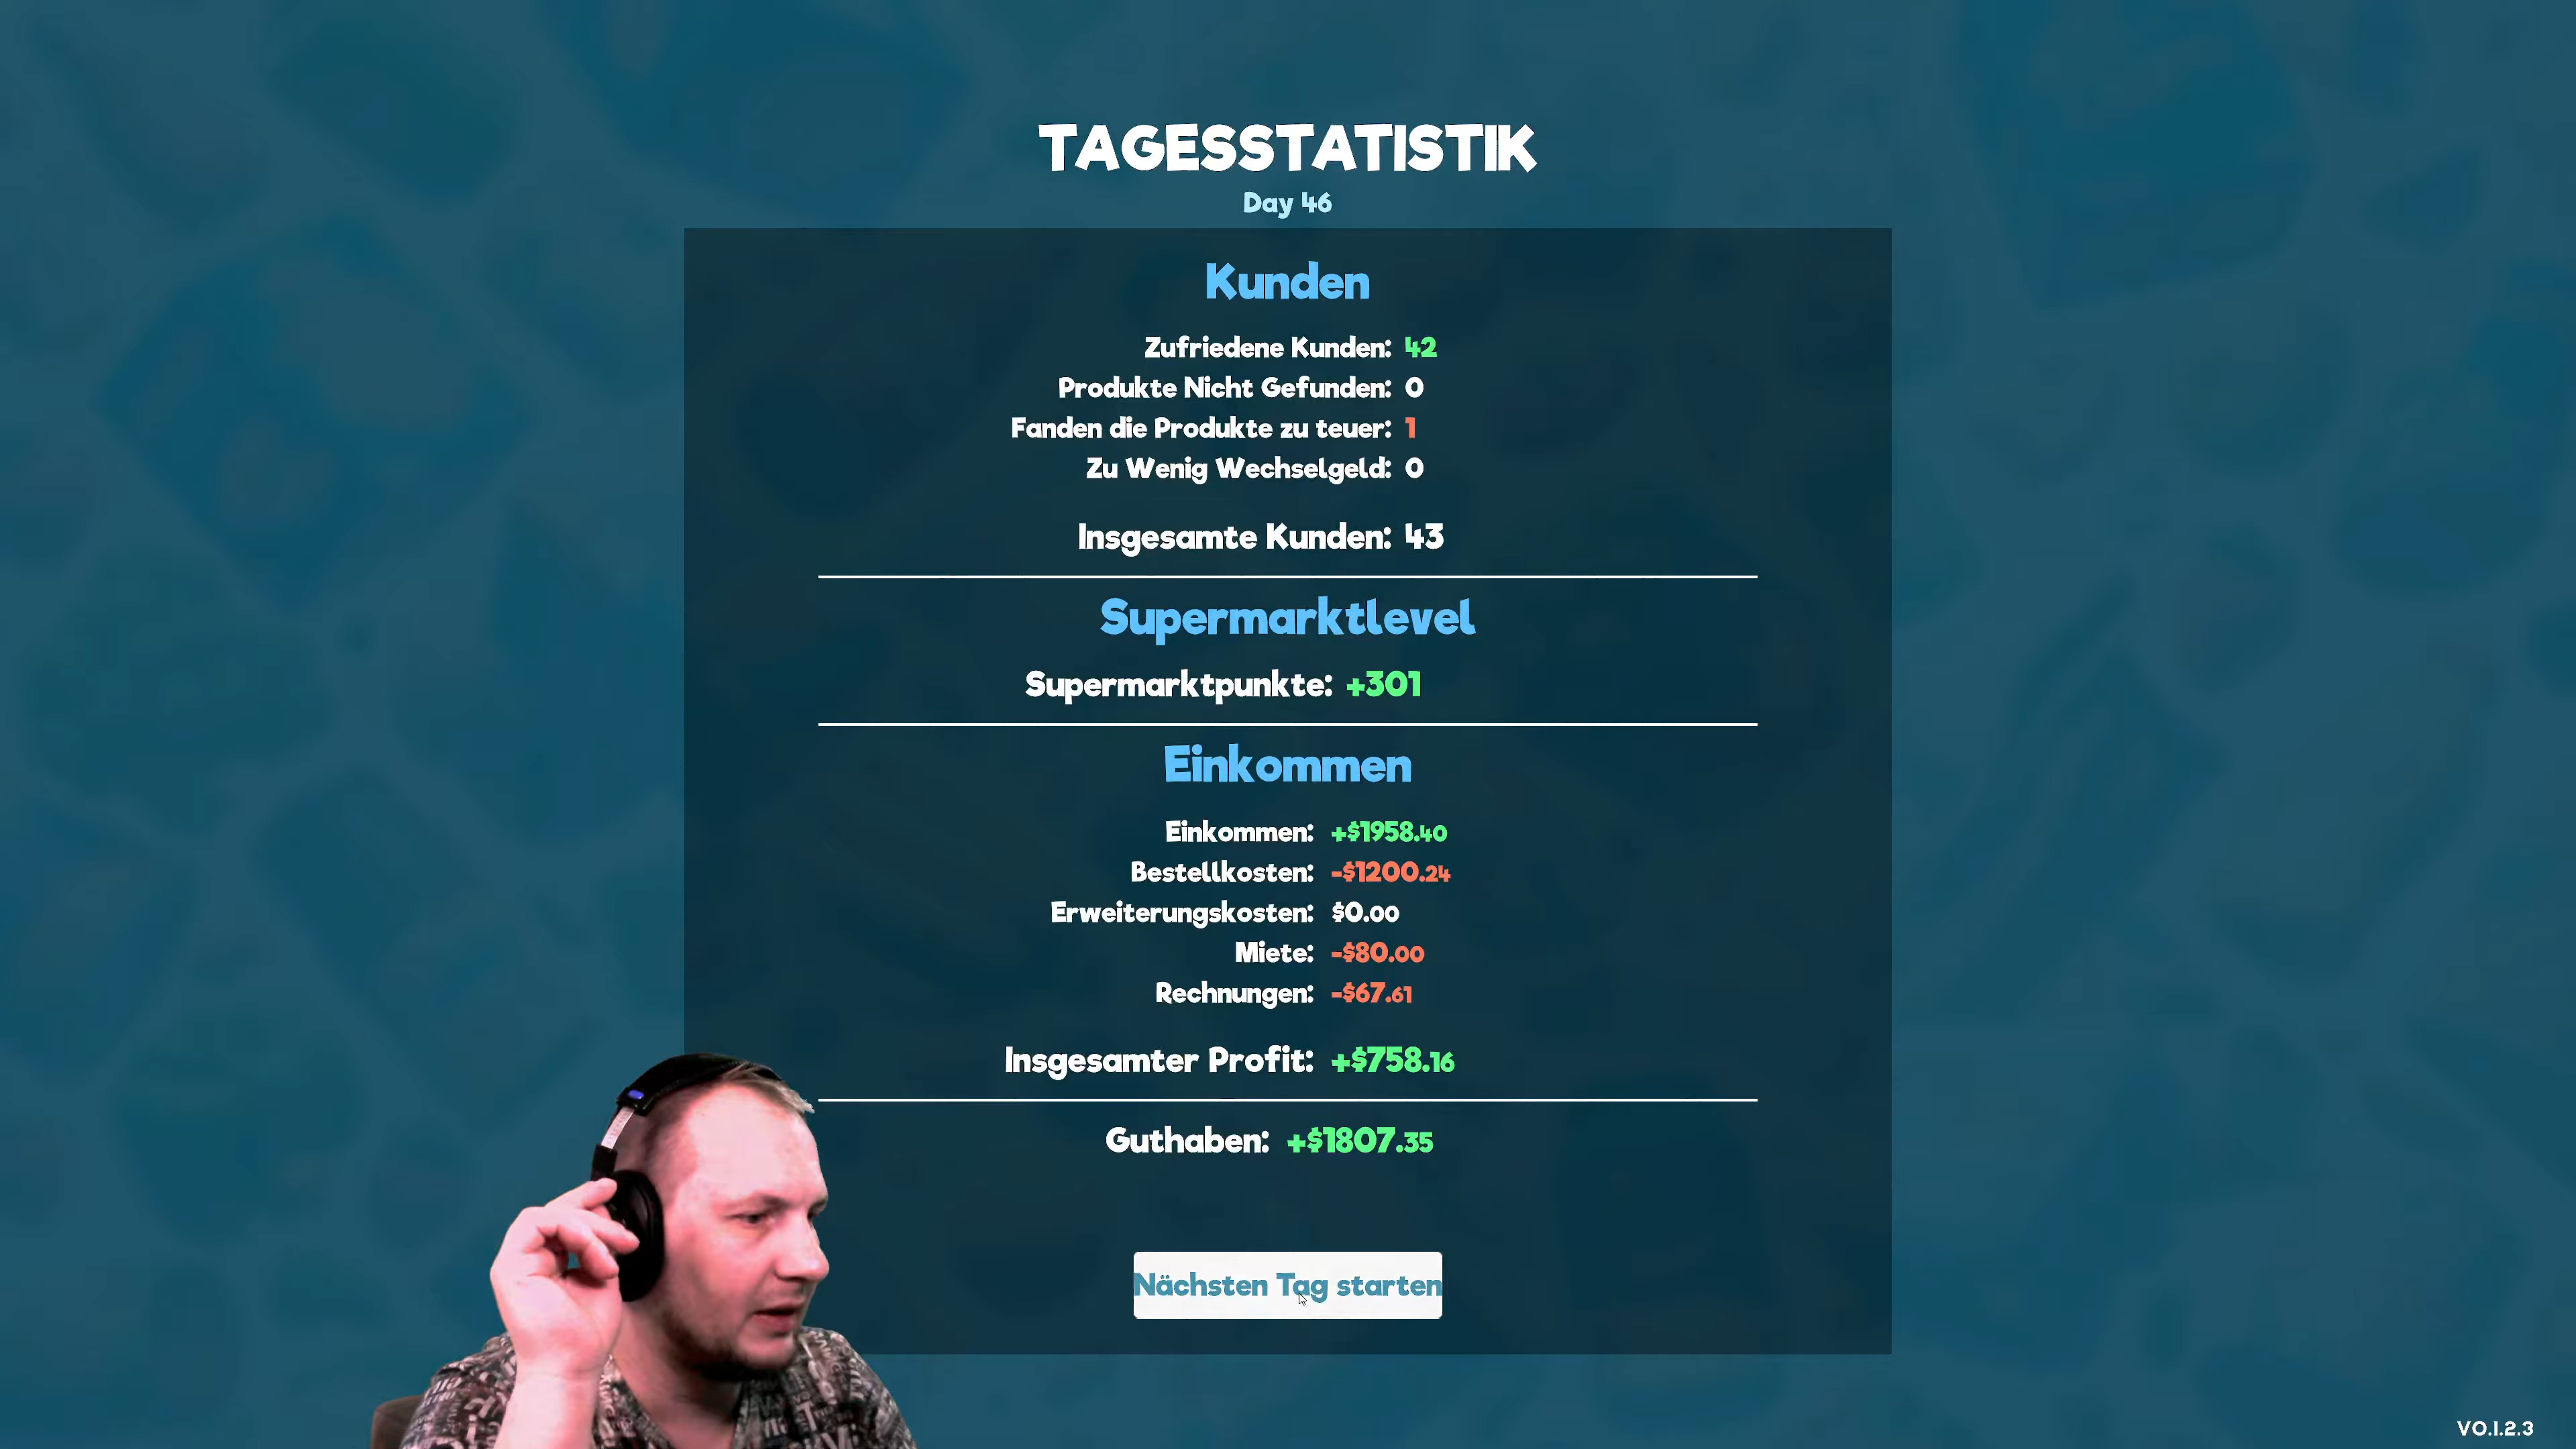 TAGESSTATISTIK
Day 46
Kunden
Zufriedene Kunden: 42
Produkte Nicht Gefunden: 0
Fanden die Produkte zu teuer: 1
Zu Wenig Wechselgeld: 0
Insgesamte Kunden: 43
Supermarktlevel
Supermarktpunkte: +301
Einkommen
Einkommen: +$1958.40
Bestellkosten: -$1200.24
Erweiterungskosten: $0.00
Miete: -$80.00
Rechnungen: -$67.61
Insgesamter Profit: +$758.16
Guthaben: +$1807.35
Nächsten Tag starten
V0.1.2.3